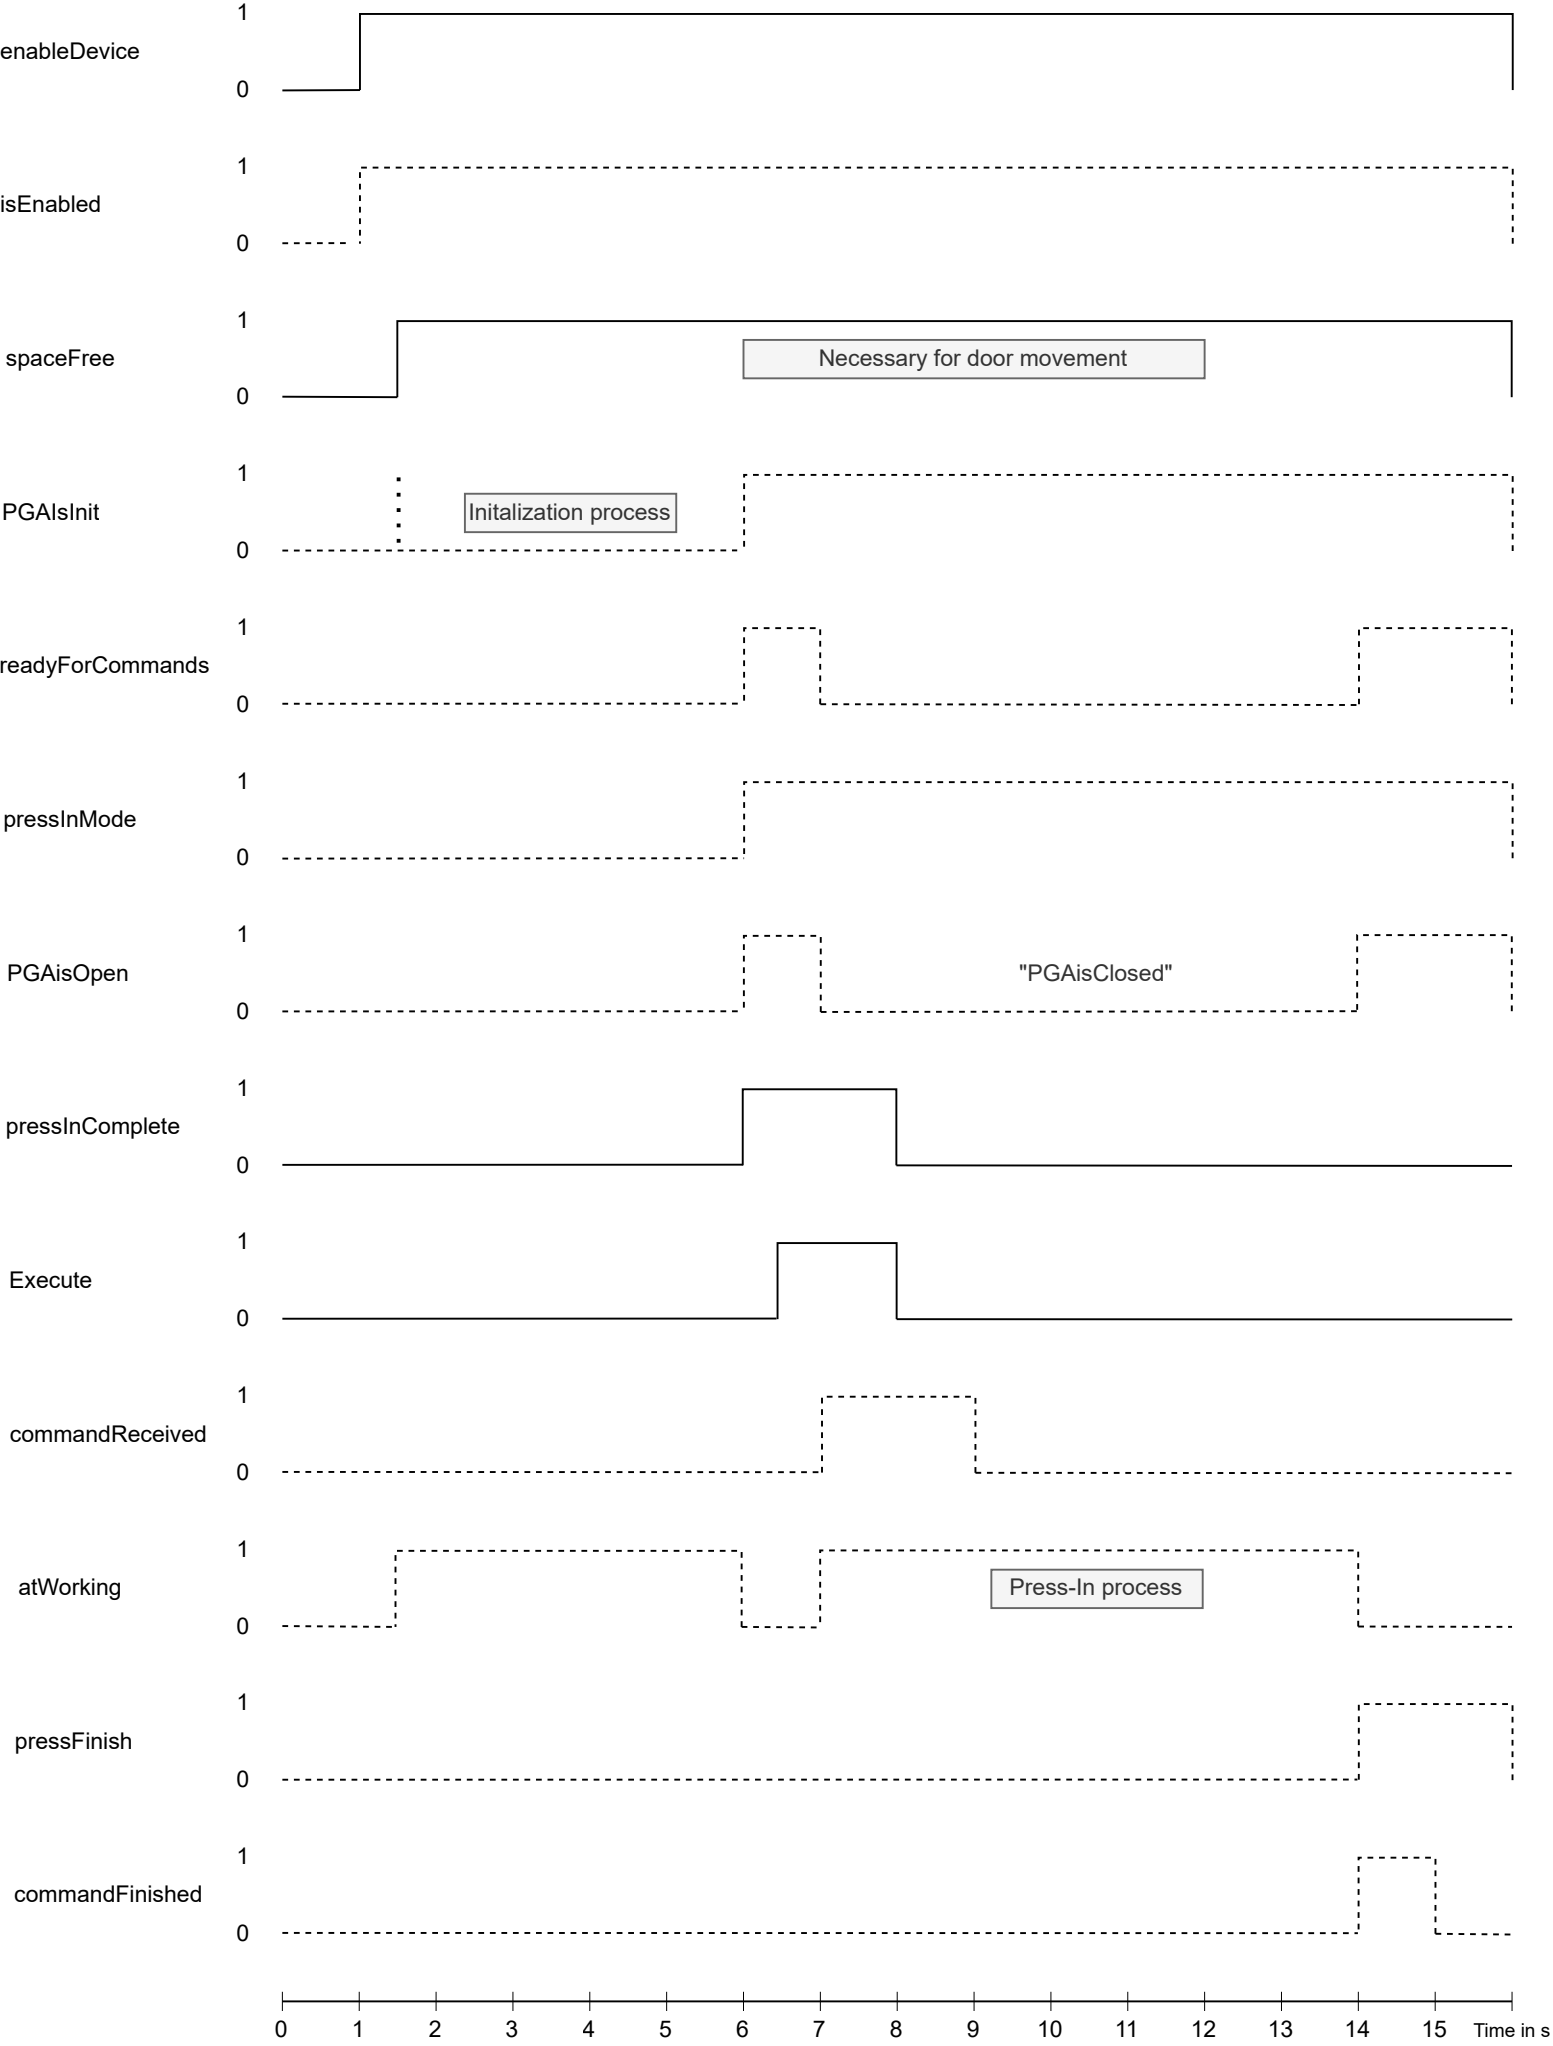 1
enableDevice
0
1
isEnabled
0
1
spaceFree
Necessary for door movement
0
1
PGAIsInit
Initalization process
0
1
readyForCommands
0
1
pressInMode
0
1
PGAisOpen
"PGAisClosed"
0
1
pressInComplete
0
1
Execute
0
1
commandReceived
0
1
atWorking
Press-In process
0
1
pressFinish
0
1
commandFinished
0
0 1 2 3 4 5 6 7 8 9 10 11 12 13 14 15 Time in s